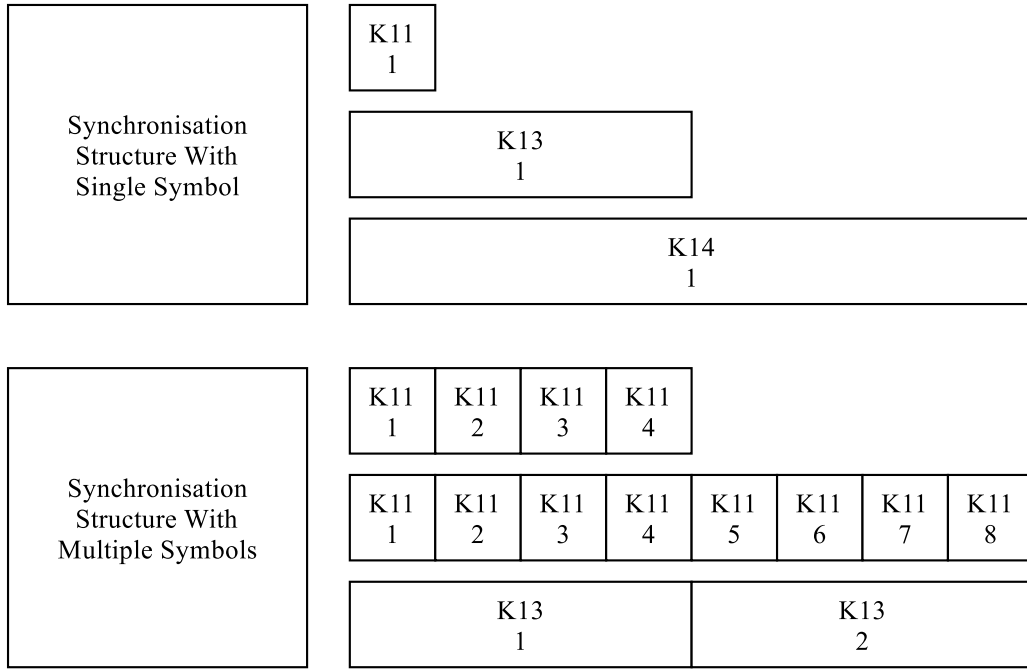 Synchronisation
Structure With
Single Symbol
K11
1
K13
1
K14
1
Synchronisation
Structure With
Multiple Symbols
K11 K11 K11 K11
1 2 3 4
K11 K11 K11 K11 K11 K11 K11 K11
1 2 3 4 5 6 7 8
K13 K13
1 2